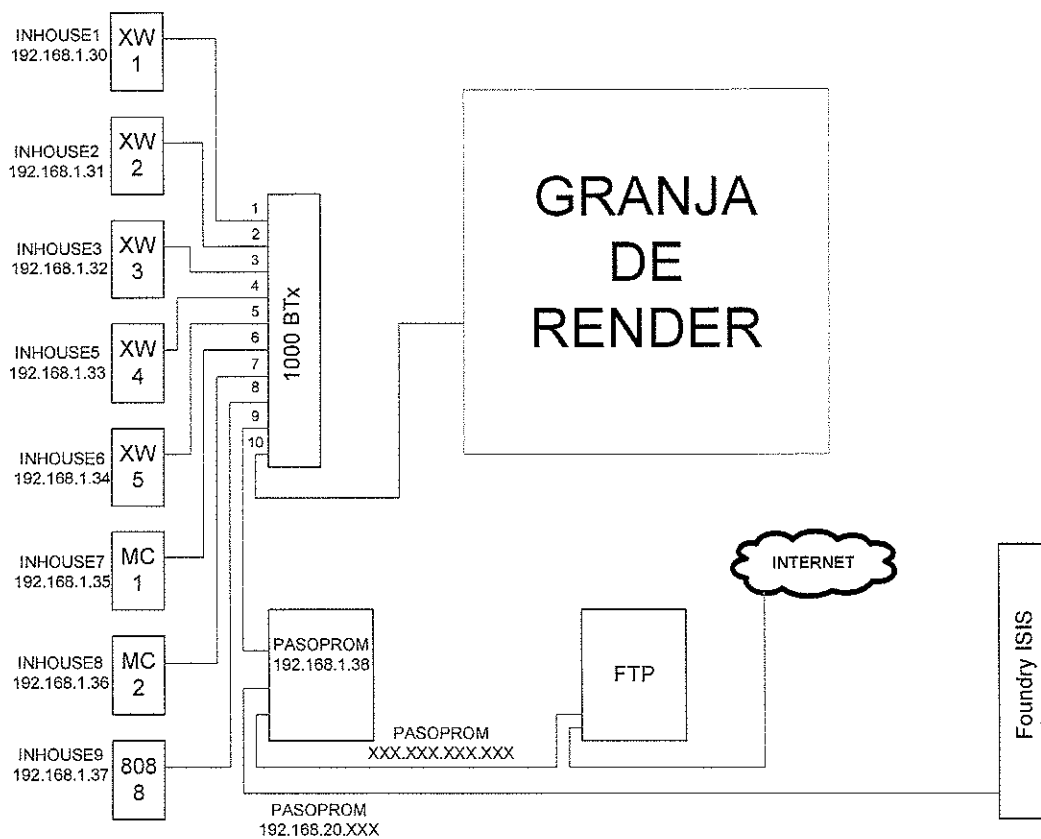 INHOUSE1
192.168.1.30
XW
1
INHOUSE2
192.168.1.31
XW
2
INHOUSE3
192.168.1.32
XW
3
INHOUSE5
192.168.1.33
XW
4
INHOUSE6
192.168.1.34
XW
5
INHOUSE7
192.168.1.35
MC
1
INHOUSE8
192.168.1.36
MC
2
INHOUSE9
192.168.1.37
808
8
1
2
3
4
5
6
7
8
9
10
1000 BTx
GRANJA
DE
RENDER
INTERNET
PASOPROM
192.168.1.38
FTP
PASOPROM
XXX.XXX.XXX.XXX
PASOPROM
192.168.20.XXX
Foundry ISIS